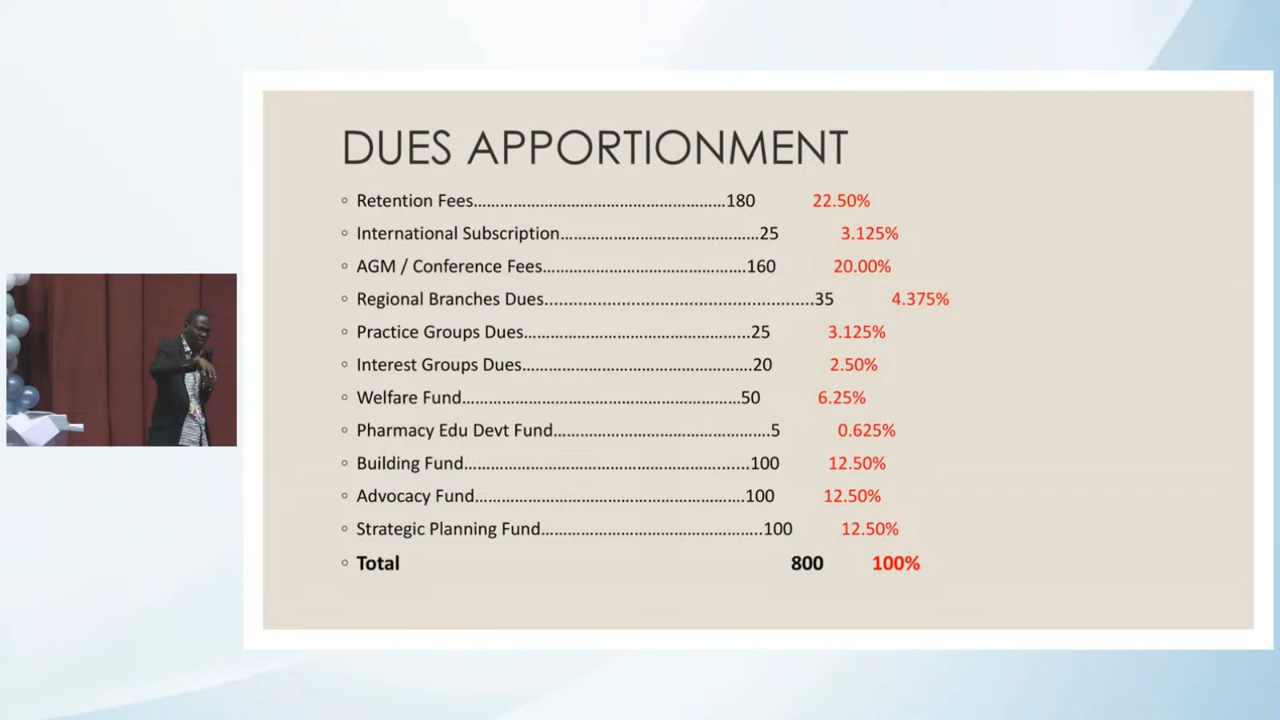 DUES APPORTIONMENT
Retention Fees……………………………………………….…180 22.50%
International Subscription………………………………………25 3.125%
AGM / Conference Fees……………………………………….160 20.00%
Regional Branches Dues...................................................35 4.375%
Practice Groups Dues……………………………………………...25 3.125%
Interest Groups Dues…………………………………………….20 2.50%
Welfare Fund………………………………………………………50 6.25%
Pharmacy Edu Devt Fund………………………………………….5 0.625%
Building Fund…………………………………………………......100 12.50%
Advocacy Fund…………………………………………………….100 12.50%
Strategic Planning Fund…………………………………………..100 12.50%
Total 800 100%